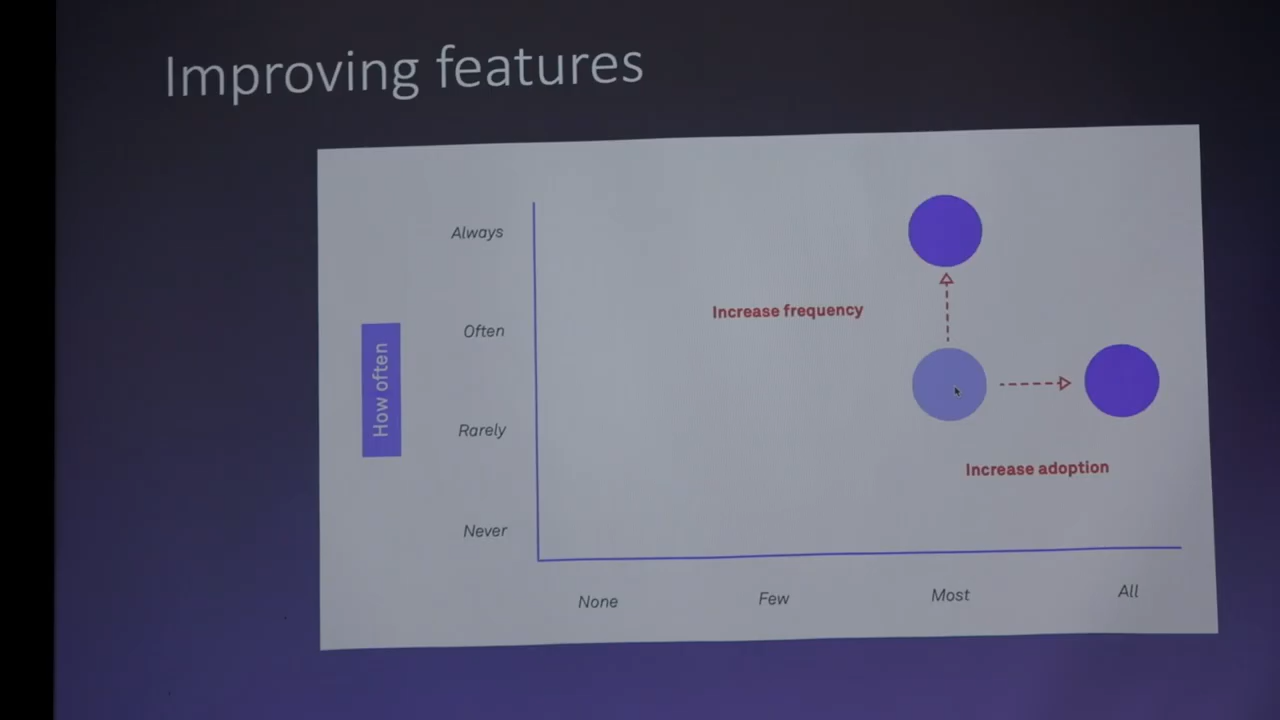 Improving features
Always
Often
Rarely
Never
How often
Increase frequency
Increase adoption
None
Few
Most
All